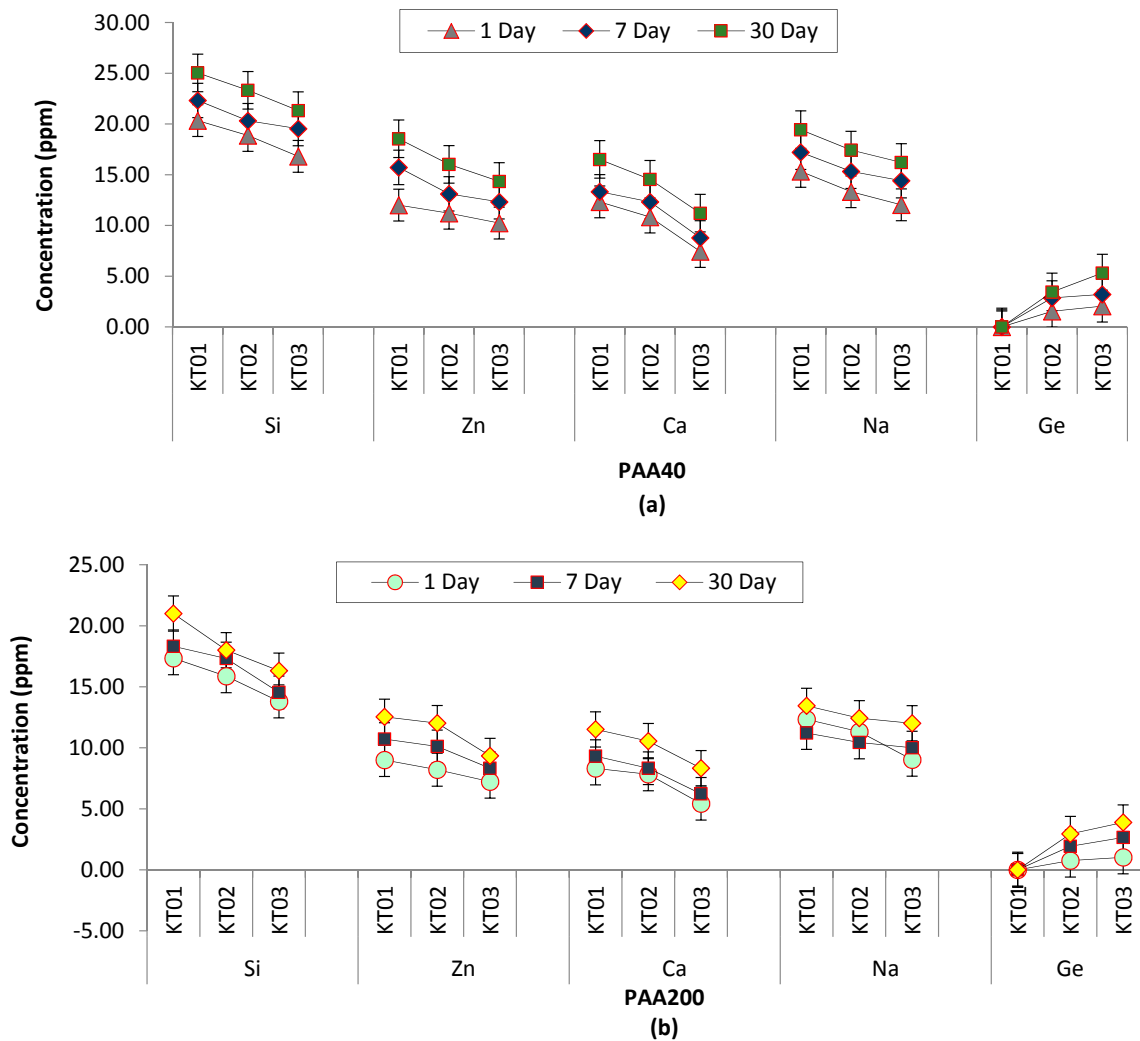 30.00
25.00
20.00
15.00
10.00
5.00
0.00
Concentration (ppm)
1 Day 7 Day 30 Day
KT01 KT02 KT03 KT01 KT02 KT03 KT01 KT02 KT03 KT01 KT02 KT03 KT01 KT02 KT03
Si Zn Ca Na Ge
PAA40
(a)
25.00
20.00
15.00
10.00
5.00
0.00
-5.00
Concentration (ppm)
1 Day 7 Day 30 Day
KT01 KT02 KT03 KT01 KT02 KT03 KT01 KT02 KT03 KT01 KT02 KT03 KT01 KT02 KT03
Si Zn Ca Na Ge
PAA200
(b)